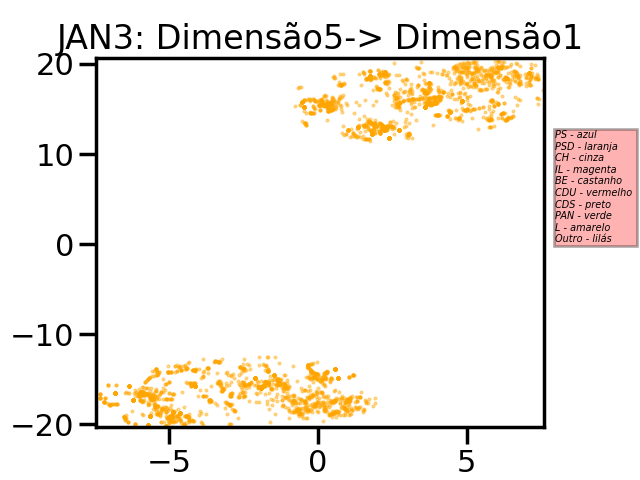 JAN3: Dimensão5-> Dimensão1
20
10
0
−10
−20
−5
0
5
PS - azul
PSD - laranja
CH - cinza
IL - magenta
BE - castanho
CDU - vermelho
CDS - preto
PAN - verde
L - amarelo
Outro - lilás